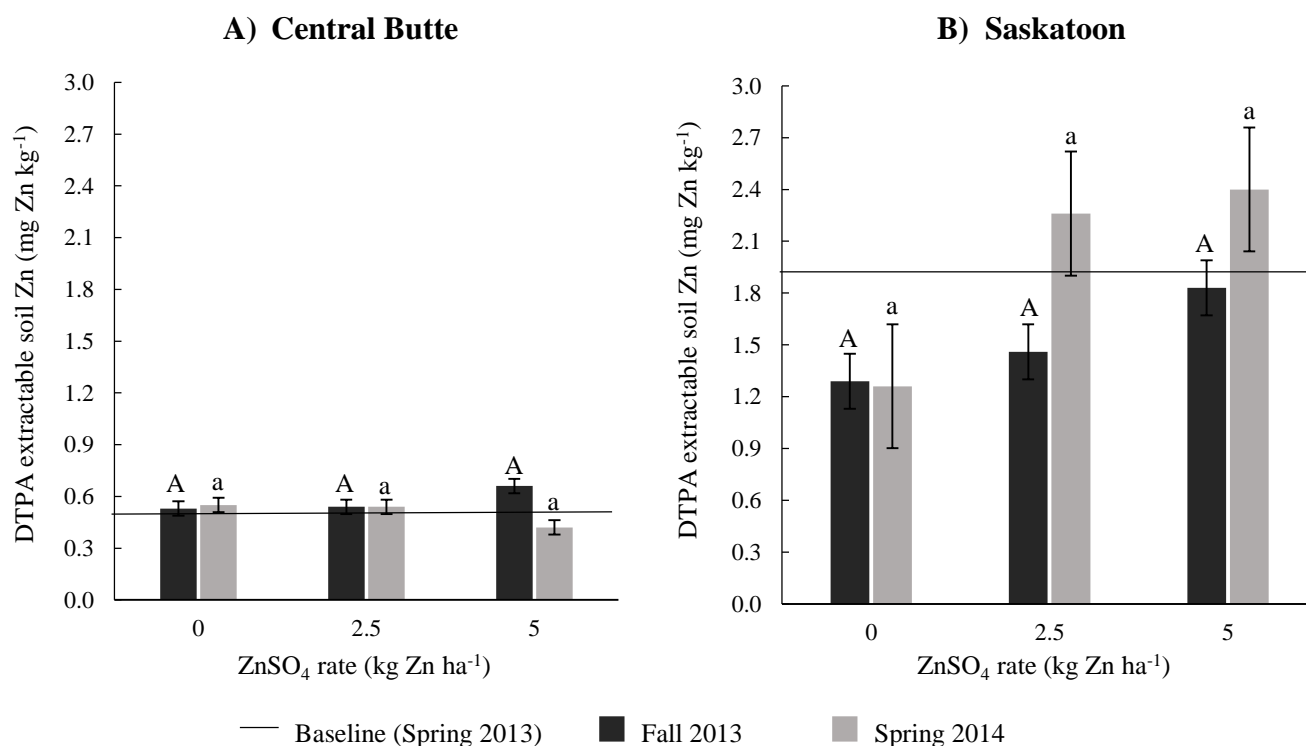 A) Central Butte
B) Saskatoon
DTPA extractable soil Zn (mg Zn kg⁻¹)
3.0
2.7
2.4
2.1
1.8
1.5
1.2
0.9
0.6
0.3
0.0
A a A a A a
0 2.5 5
ZnSO₄ rate (kg Zn ha⁻¹)
DTPA extractable soil Zn (mg Zn kg⁻¹)
3.0
2.7
2.4
2.1
1.8
1.5
1.2
0.9
0.6
0.3
0.0
A a A a A a
0 2.5 5
ZnSO₄ rate (kg Zn ha⁻¹)
Baseline (Spring 2013) Fall 2013 Spring 2014